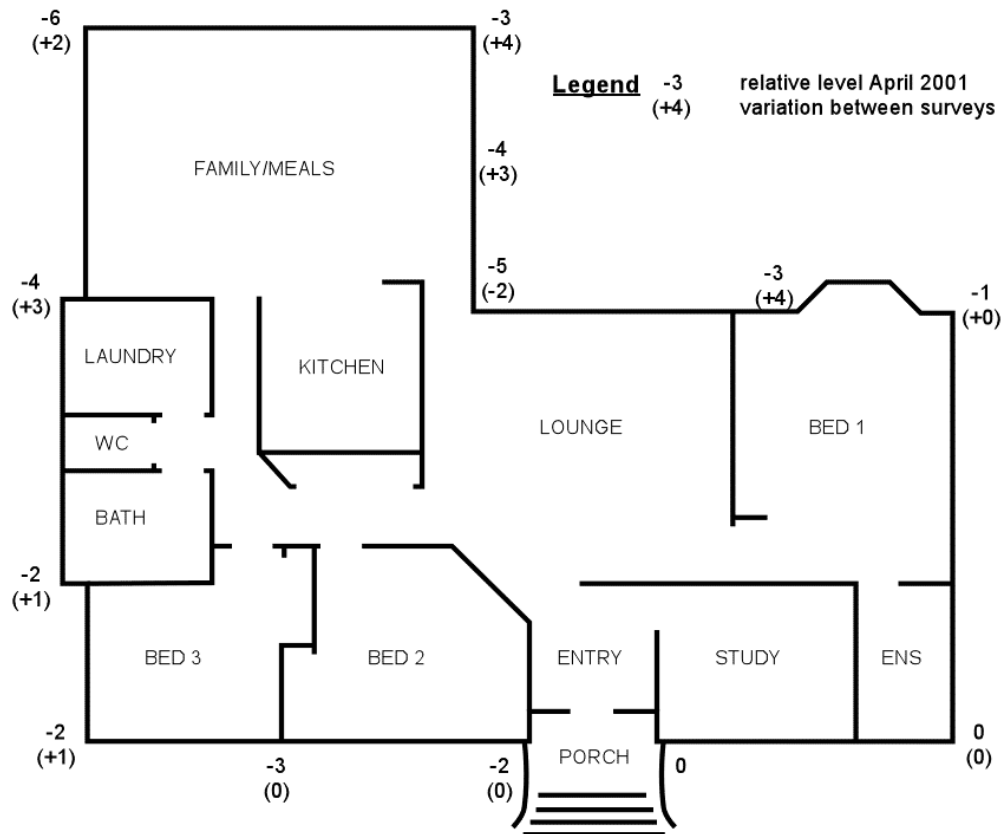 -6
(+2)
-3
(+4)
Legend -3 relative level April 2001
(+4) variation between surveys
-4
(+3)
FAMILY/MEALS
-5
(-2)
-3
(+4)
-4
(+3)
-1
(+0)
LAUNDRY
KITCHEN
WC
LOUNGE
BED 1
BATH
-2
(+1)
BED 3
BED 2
ENTRY
STUDY
ENS
-2
(+1)
-3
(0)
-2
(0)
PORCH
0
0
(0)